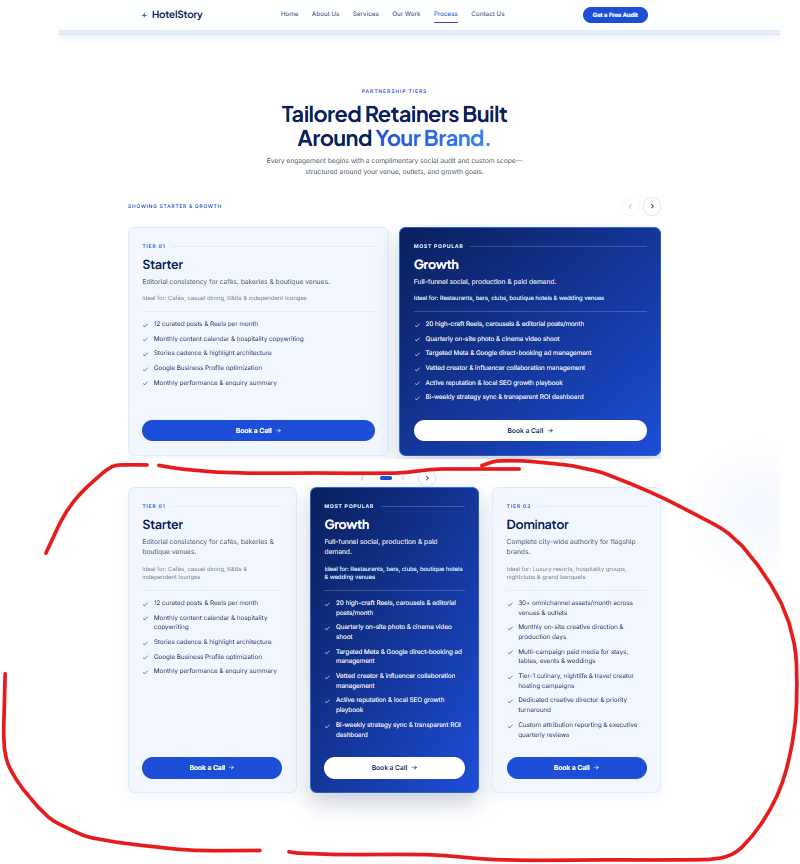 HotelStory
Home About Us Services Our Work Process Contact Us
Get a Free Audit
PARTNERSHIP TIERS
Tailored Retainers Built
Around Your Brand.
Every engagement begins with a complimentary social audit and custom scope—
structured around your venue, outlets, and growth goals.
SHOWING STARTER & GROWTH
TIER 01
Starter
Editorial consistency for cafés, bakeries & boutique venues.
Ideal for: Cafés, casual dining, B&Bs & independent lounges
12 curated posts & Reels per month
Monthly content calendar & hospitality copywriting
Stories cadence & highlight architecture
Google Business Profile optimization
Monthly performance & enquiry summary
Book a Call →
MOST POPULAR
Growth
Full-funnel social, production & paid demand.
Ideal for: Restaurants, bars, clubs, boutique hotels & wedding venues
20 high-craft Reels, carousels & editorial posts/month
Quarterly on-site photo & cinema video shoot
Targeted Meta & Google direct-booking ad management
Vetted creator & influencer collaboration management
Active reputation & local SEO growth playbook
Bi-weekly strategy sync & transparent ROI dashboard
Book a Call →
TIER 01
Starter
Editorial consistency for cafés, bakeries &
boutique venues.
Ideal for: Cafés, casual dining, B&Bs &
independent lounges
12 curated posts & Reels per month
Monthly content calendar & hospitality
copywriting
Stories cadence & highlight architecture
Google Business Profile optimization
Monthly performance & enquiry summary
Book a Call →
MOST POPULAR
Growth
Full-funnel social, production & paid
demand.
Ideal for: Restaurants, bars, clubs, boutique hotels
& wedding venues
20 high-craft Reels, carousels & editorial
posts/month
Quarterly on-site photo & cinema video
shoot
Targeted Meta & Google direct-booking ad
management
Vetted creator & influencer collaboration
management
Active reputation & local SEO growth
playbook
Bi-weekly strategy sync & transparent ROI
dashboard
Book a Call →
TIER 03
Dominator
Complete city-wide authority for flagship
brands.
Ideal for: Luxury resorts, hospitality groups,
nightclubs & grand banquets
30+ omnichannel assets/month across
venues & outlets
Monthly on-site creative direction &
production days
Multi-campaign paid media for stays,
tables, events & weddings
Tier-1 culinary, nightlife & travel creator
hosting campaigns
Dedicated creative director & priority
turnaround
Custom attribution reporting & executive
quarterly reviews
Book a Call →